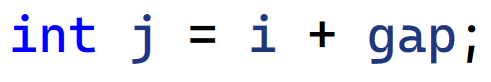 int j = i + gap;